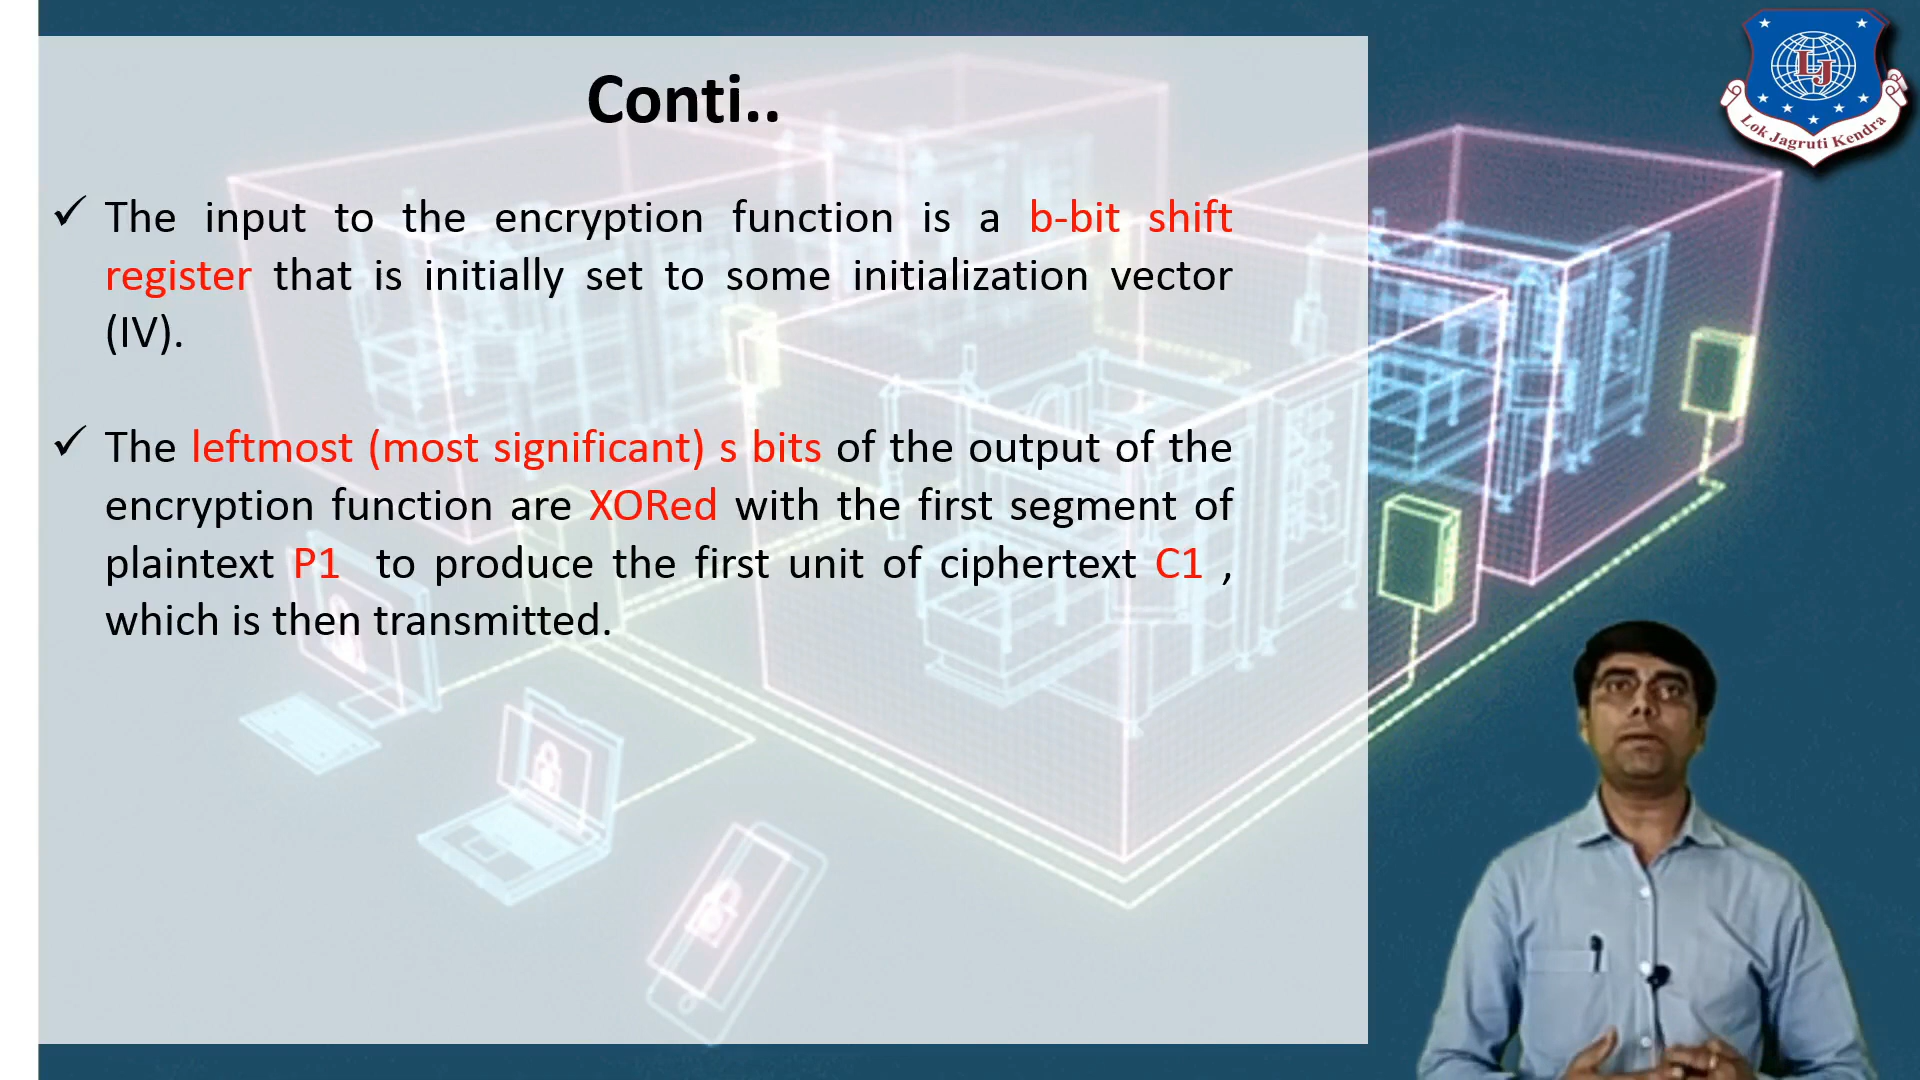 Conti..
✓ The input to the encryption function is a b-bit shift
register that is initially set to some initialization vector
(IV).
✓ The leftmost (most significant) s bits of the output of the
encryption function are XORed with the first segment of
plaintext P1 to produce the first unit of ciphertext C1 ,
which is then transmitted.
LJ
Lok Jagruti Kendra